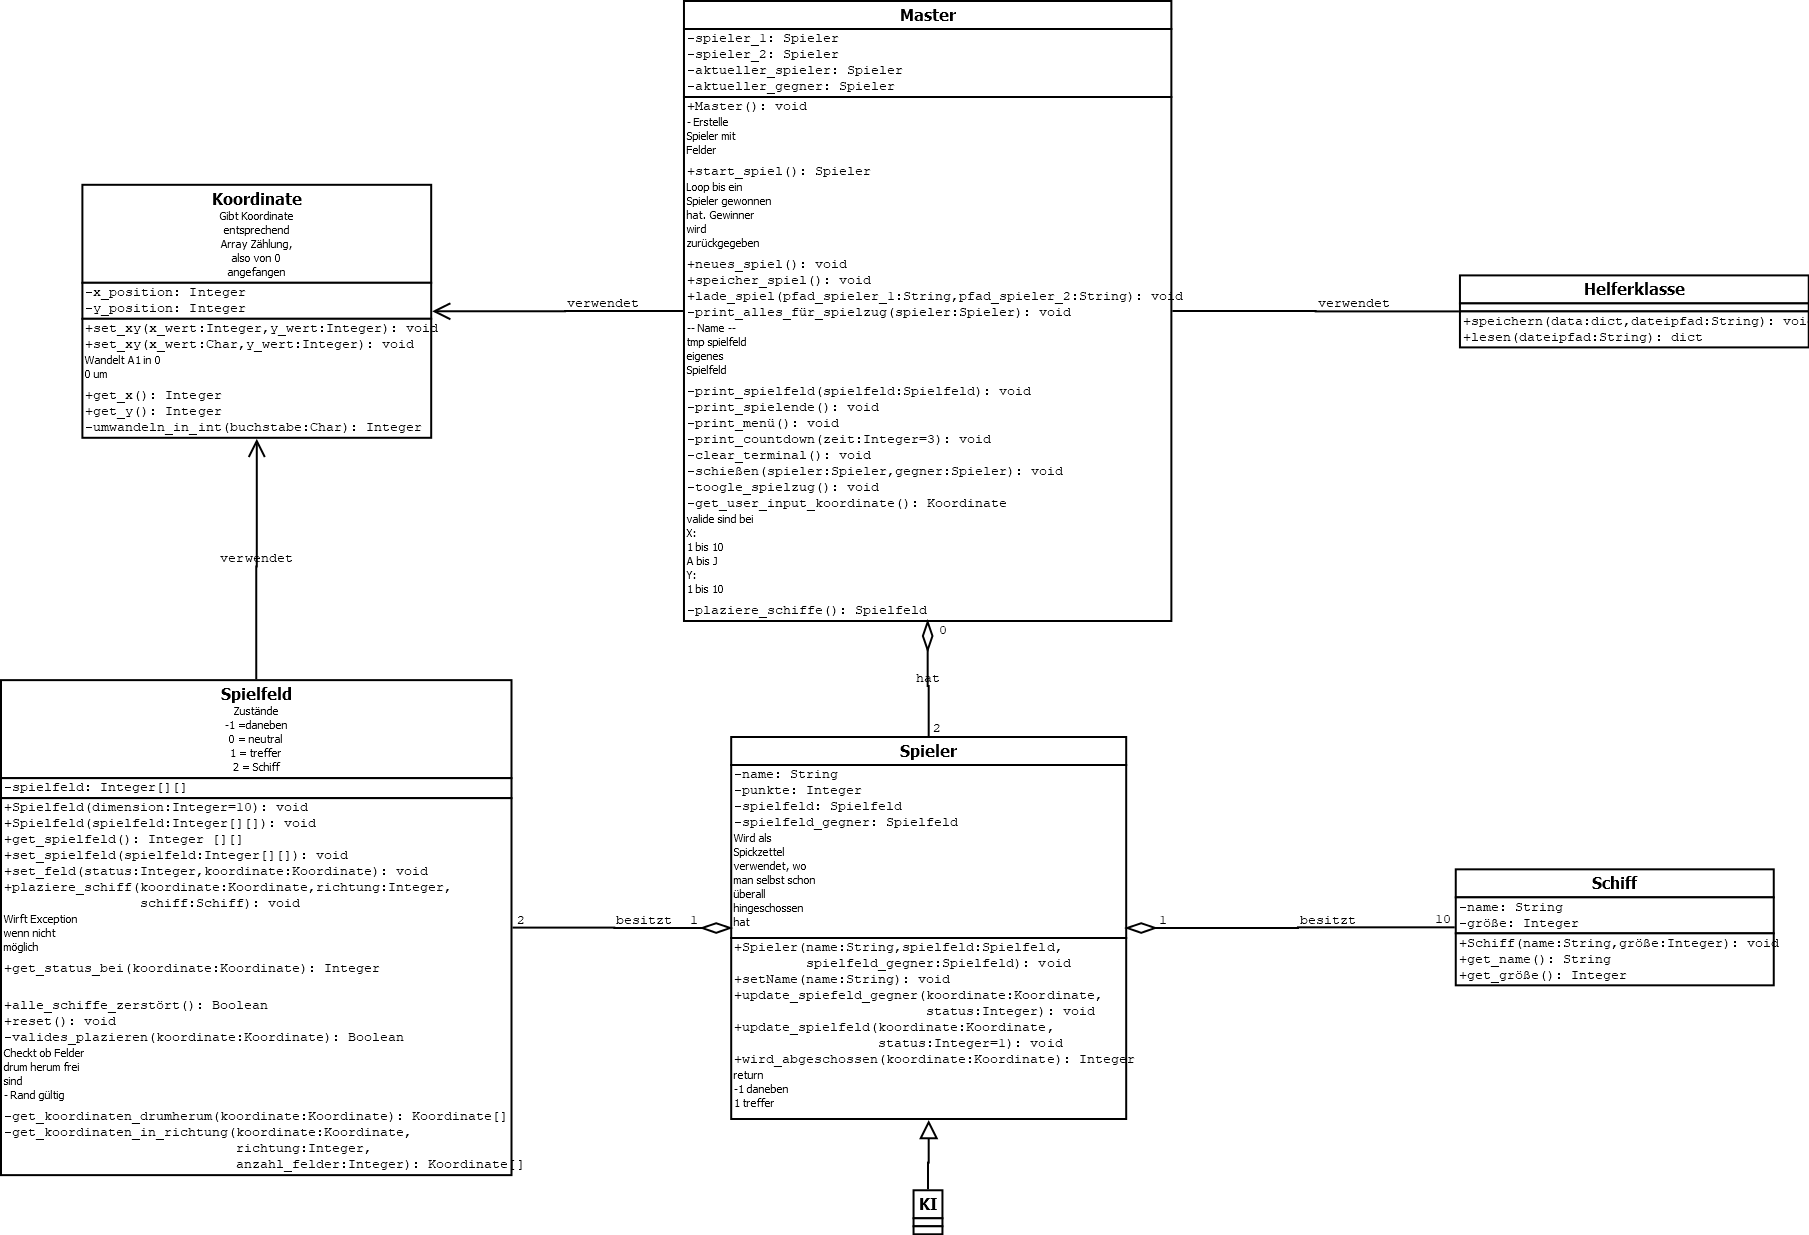 Master
-spieler_1: Spieler
-spieler_2: Spieler
-aktueller_spieler: Spieler
-aktueller_gegner: Spieler
+Master(): void
- Erstelle
Spieler mit
Felder
+start_spiel(): Spieler
Loop bis ein
Spieler gewonnen
hat. Gewinner
wird
zurückgegeben
+neues_spiel(): void
+speicher_spiel(): void
+lade_spiel(pfad_spieler_1:String,pfad_spieler_2:String): void
-print_alles_für_spielzug(spieler:Spieler): void
-- Name --
tmp spielfeld
eigenes
Spielfeld
-print_spielfeld(spielfeld:Spielfeld): void
-print_spielende(): void
-print_menü(): void
-print_countdown(zeit:Integer=3): void
-clear_terminal(): void
-schießen(spieler:Spieler,gegner:Spieler): void
-toogle_spielzug(): void
-get_user_input_koordinate(): Koordinate
valide sind bei
X:
1 bis 10
A bis J
Y:
1 bis 10
-plaziere_schiffe(): Spielfeld
Koordinate
Gibt Koordinate
entsprechend
Array Zählung,
also von 0
angefangen
-x_position: Integer
-y_position: Integer
+set_xy(x_wert:Integer,y_wert:Integer): void
+set_xy(x_wert:Char,y_wert:Integer): void
Wandelt A1 in 0
0 um
+get_x(): Integer
+get_y(): Integer
-umwandeln_in_int(buchstabe:Char): Integer
verwendet
verwendet
Helferklasse
+speichern(data:dict,dateipfad:String): voi
+lesen(dateipfad:String): dict
verwendet
0
hat
2
Spielfeld
Zustände
-1 =daneben
0 = neutral
1 = treffer
2 = Schiff
-spielfeld: Integer[][]
+Spielfeld(dimension:Integer=10): void
+Spielfeld(spielfeld:Integer[][]): void
+get_spielfeld(): Integer [][]
+set_spielfeld(spielfeld:Integer[][]): void
+set_feld(status:Integer,koordinate:Koordinate): void
+plaziere_schiff(koordinate:Koordinate,richtung:Integer,
schiff:Schiff): void
Wirft Exception
wenn nicht
möglich
+get_status_bei(koordinate:Koordinate): Integer
+alle_schiffe_zerstört(): Boolean
+reset(): void
-valides_plazieren(koordinate:Koordinate): Boolean
Checkt ob Felder
drum herum frei
sind
- Rand gültig
-get_koordinaten_drumherum(koordinate:Koordinate): Koordinate[]
-get_koordinaten_in_richtung(koordinate:Koordinate,
richtung:Integer,
anzahl_felder:Integer): Koordinate[]
2 besitzt 1
Spieler
-name: String
-punkte: Integer
-spielfeld: Spielfeld
-spielfeld_gegner: Spielfeld
Wird als
Spickzettel
verwendet, wo
man selbst schon
überall
hingeschossen
hat
+Spieler(name:String,spielfeld:Spielfeld,
spielfeld_gegner:Spielfeld): void
+setName(name:String): void
+update_spiefeld_gegner(koordinate:Koordinate,
status:Integer): void
+update_spielfeld(koordinate:Koordinate,
status:Integer=1): void
+wird_abgeschossen(koordinate:Koordinate): Integer
return
-1 daneben
1 treffer
1 besitzt 10
Schiff
-name: String
-größe: Integer
+Schiff(name:String,größe:Integer): void
+get_name(): String
+get_größe(): Integer
KI